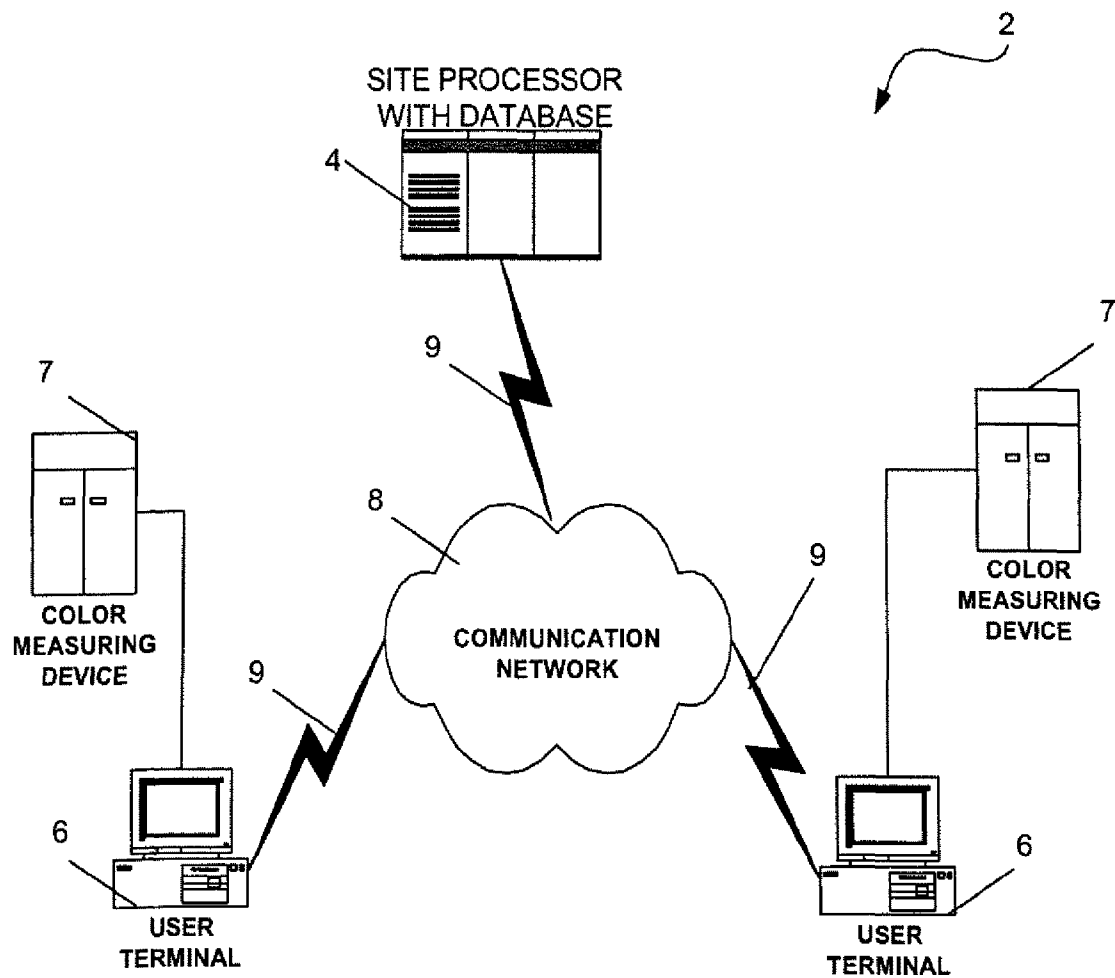 2
SITE PROCESSOR
WITH DATABASE
4
9
7
7
8
9
COLOR
MEASURING
DEVICE
COLOR
MEASURING
DEVICE
COMMUNICATION
NETWORK
9
6
6
USER
TERMINAL
USER
TERMINAL